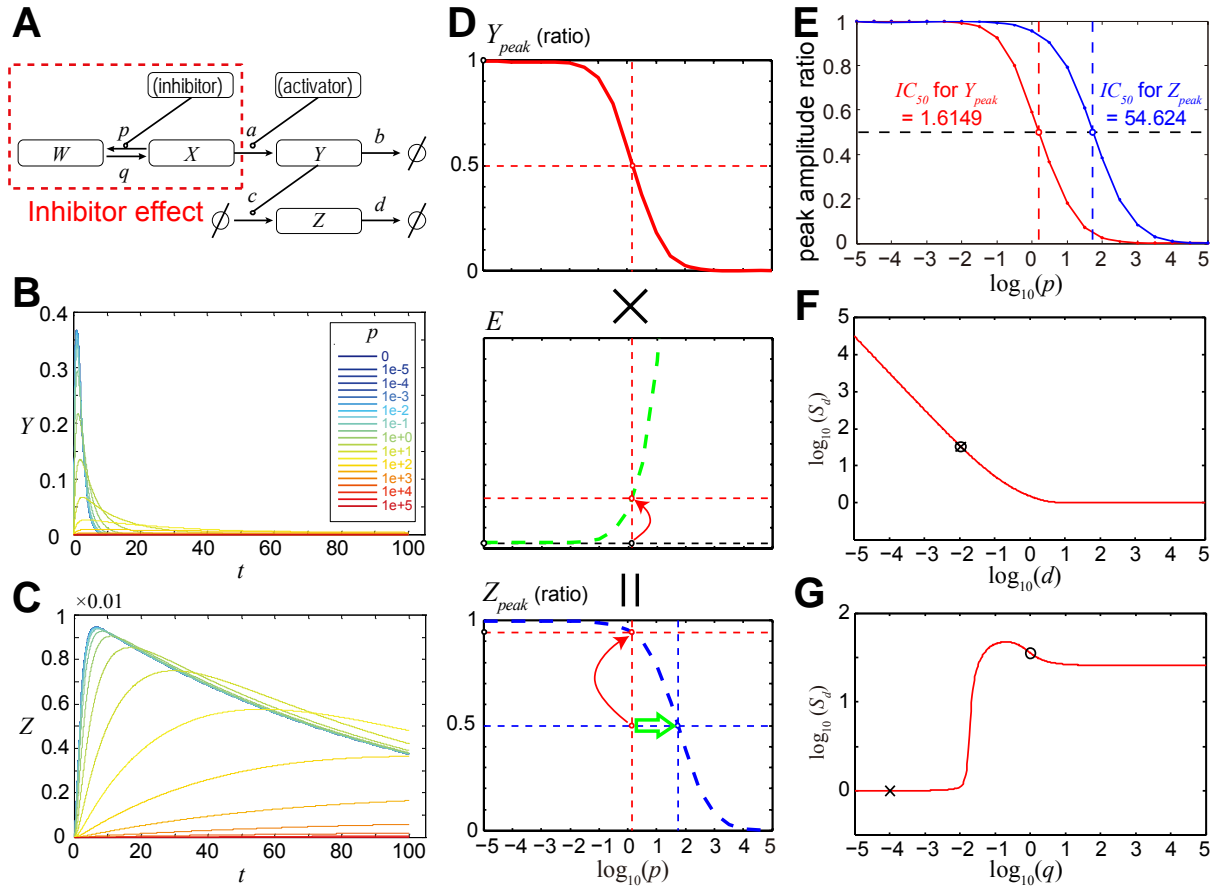 A
(inhibitor)
(activator)
p
a
b
W
X
Y
∅
q
c
d
∅
Z
∅
Inhibitor effect
B
0.4
0.3
0.2
0.1
0
Y
p
0
1e-5
1e-4
1e-3
1e-2
1e-1
1e+0
1e+1
1e+2
1e+3
1e+4
1e+5
0 20 40 60 80 100
t
C
×0.01
1
0.8
0.6
0.4
0.2
0
Z
0 20 40 60 80 100
t
D
Y_peak (ratio)
1
0.5
0
×
E
=
Z_peak (ratio)
1
0.5
0
−5 −4 −3 −2 −1 0 1 2 3 4 5
log10(p)
E
peak amplitude ratio
1
0.8
0.6
0.4
0.2
0
IC50 for Y_peak
= 1.6149
IC50 for Z_peak
= 54.624
−5 −4 −3 −2 −1 0 1 2 3 4 5
log10(p)
F
log10 (S_d)
5
4
3
2
1
0
−5 −4 −3 −2 −1 0 1 2 3 4 5
log10(d)
G
log10 (S_d)
2
1
0
−5 −4 −3 −2 −1 0 1 2 3 4 5
log10(q)